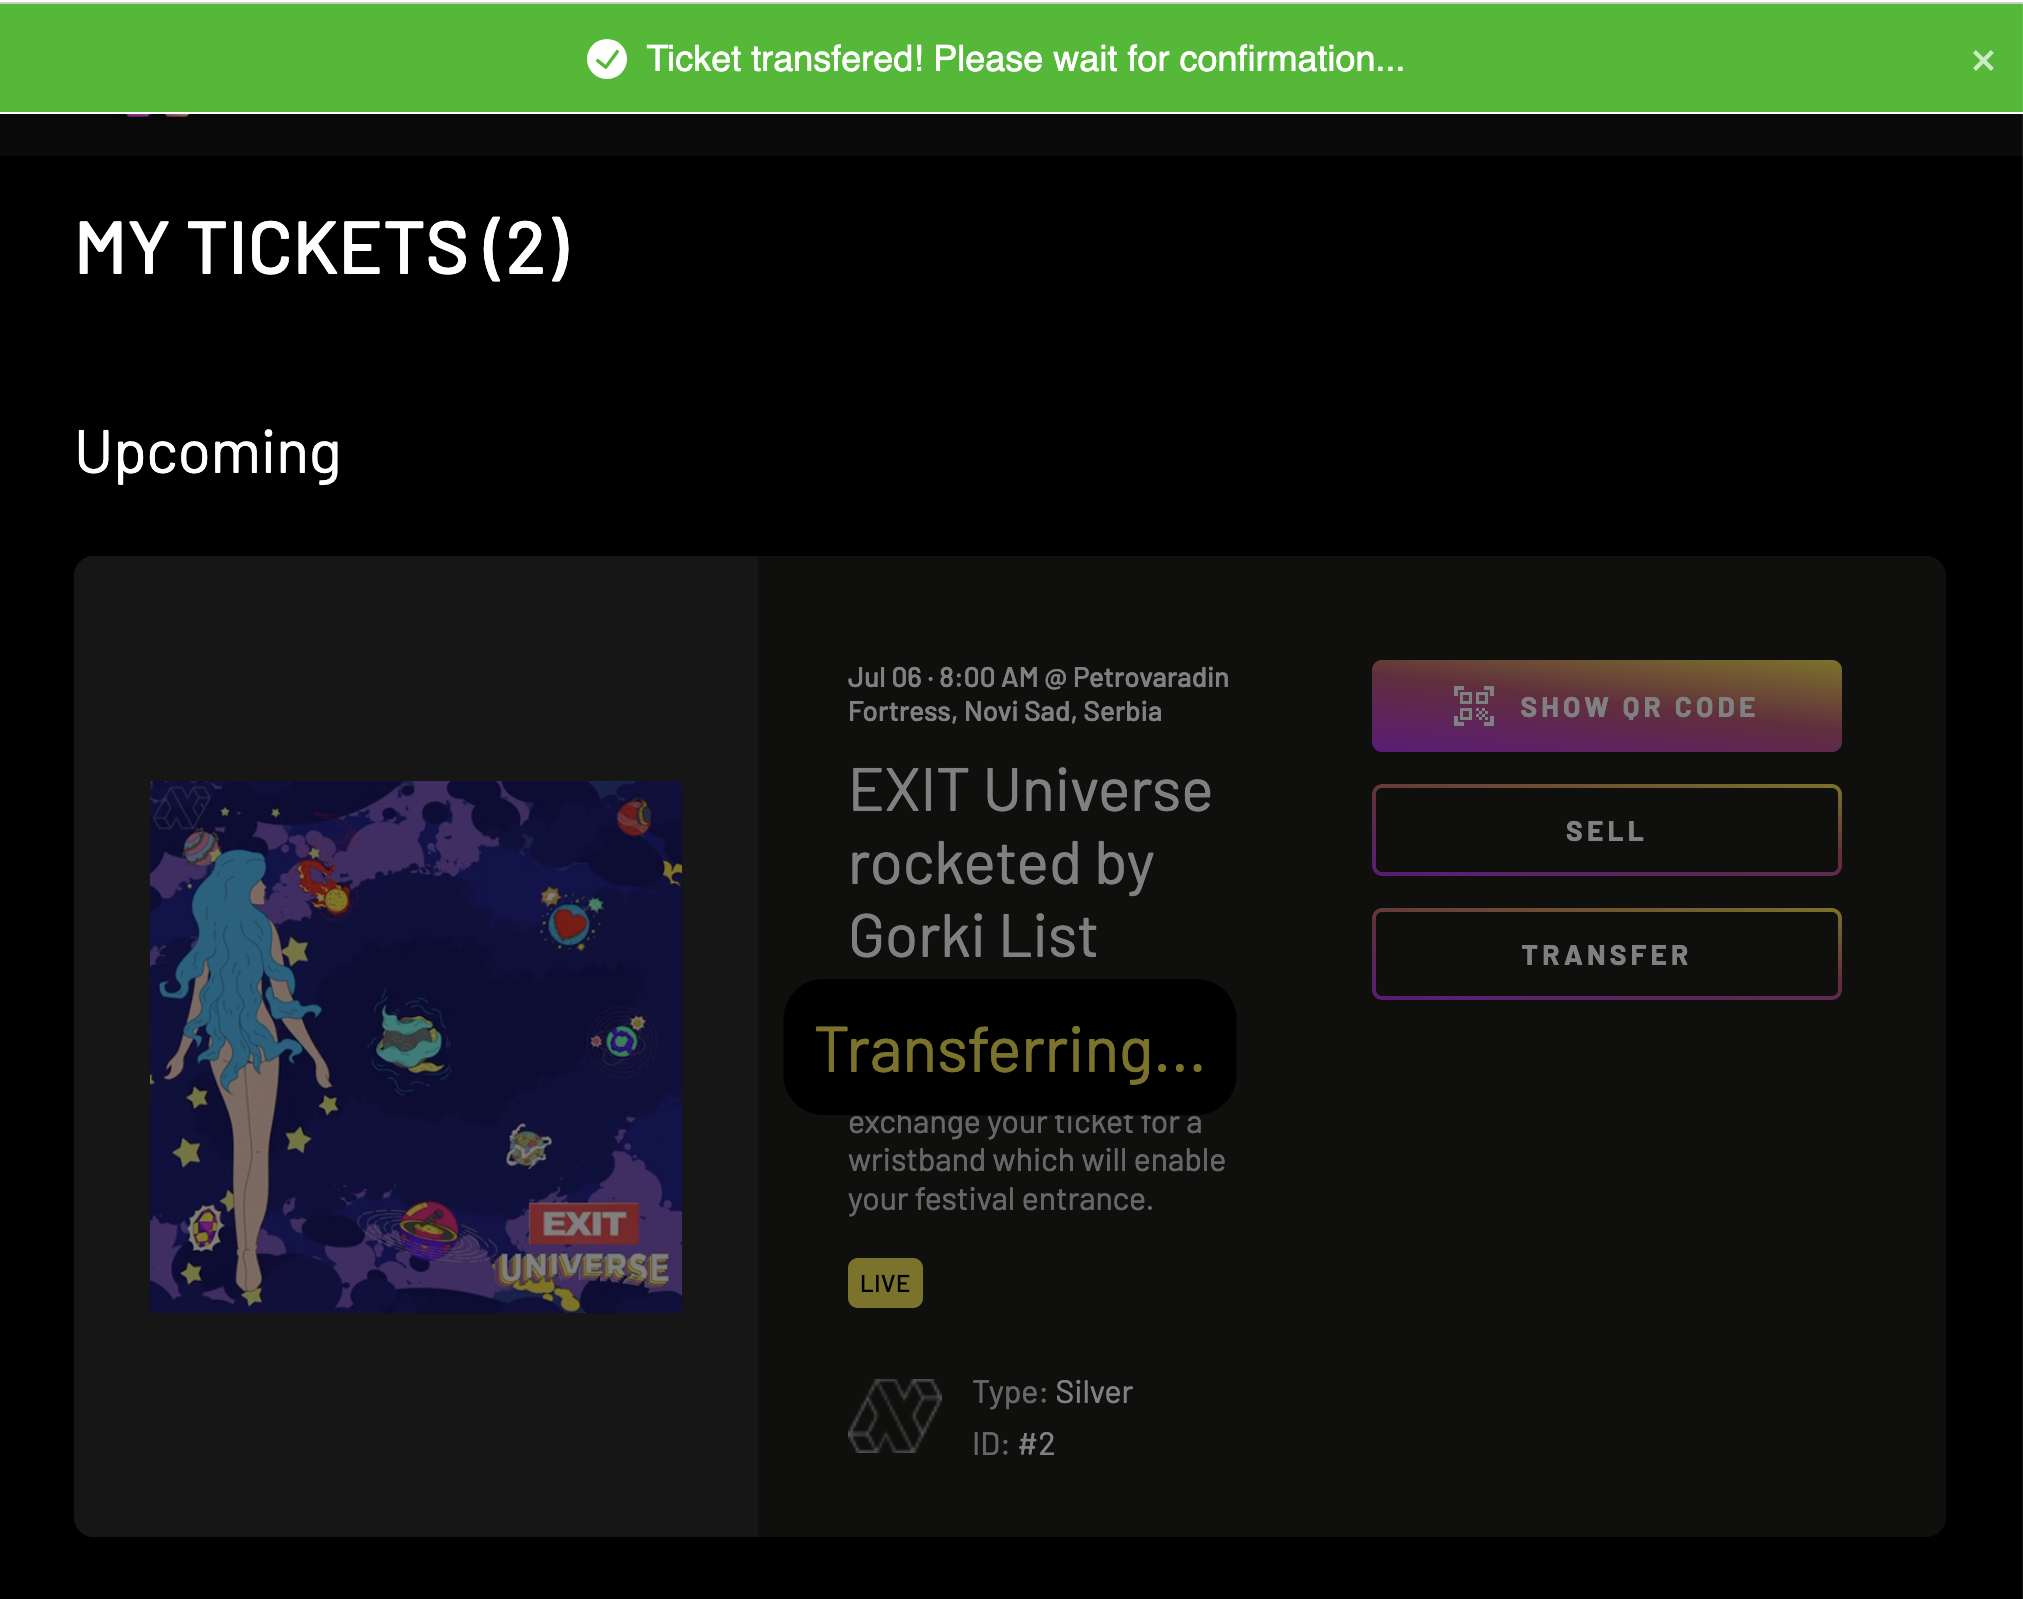 Ticket transfered! Please wait for confirmation...
MY TICKETS (2)
Upcoming
Jul 06 · 8:00 AM @ Petrovaradin
Fortress, Novi Sad, Serbia
EXIT Universe
rocketed by
Gorki List
Transferring...
exchange your ticket for a
wristband which will enable
your festival entrance.
LIVE
Type: Silver
ID: #2
SHOW QR CODE
SELL
TRANSFER
EXIT
UNIVERSE